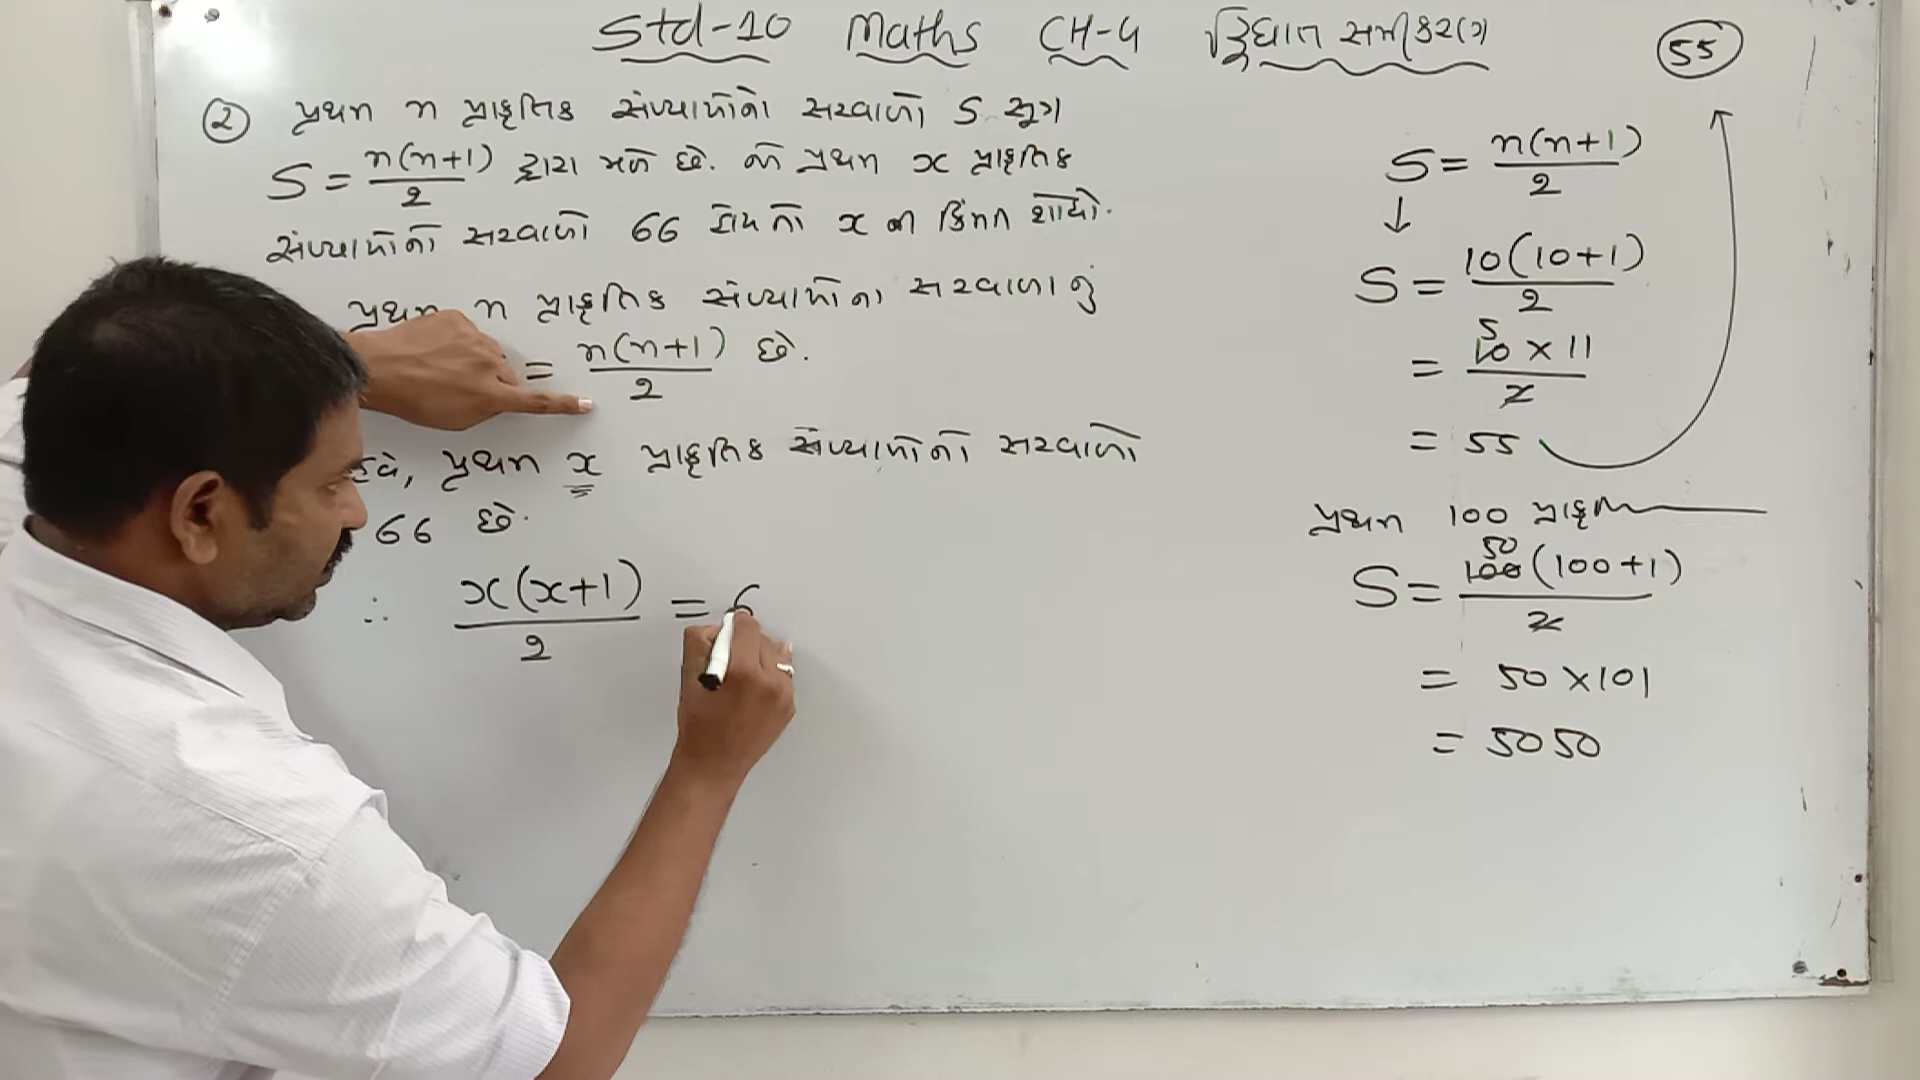 Std-10 Maths CH-4 દ્વિઘાત સમીકરણ
55
② પ્રથમ n પ્રાકૃતિક સંખ્યાઓનો સરવાળો S સૂત્ર
S = n(n+1)/2 દ્વારા મળે છે. જો પ્રથમ x પ્રાકૃતિક
સંખ્યાઓનો સરવાળો 66 હોય તો x ની કિંમત શોધો.
પ્રથમ n પ્રાકૃતિક સંખ્યાઓના સરવાળાનું
= n(n+1)/2 છે.
હવે, પ્રથમ x પ્રાકૃતિક સંખ્યાઓનો સરવાળો
66 છે.
∴ x(x+1)/2 = 6
S = n(n+1)/2
↓
S = 10(10+1)/2
5
= 10 × 11/2
= 55
પ્રથમ 100 પ્રાકૃ
50
S = 100(100+1)/2
= 50 × 101
= 5050